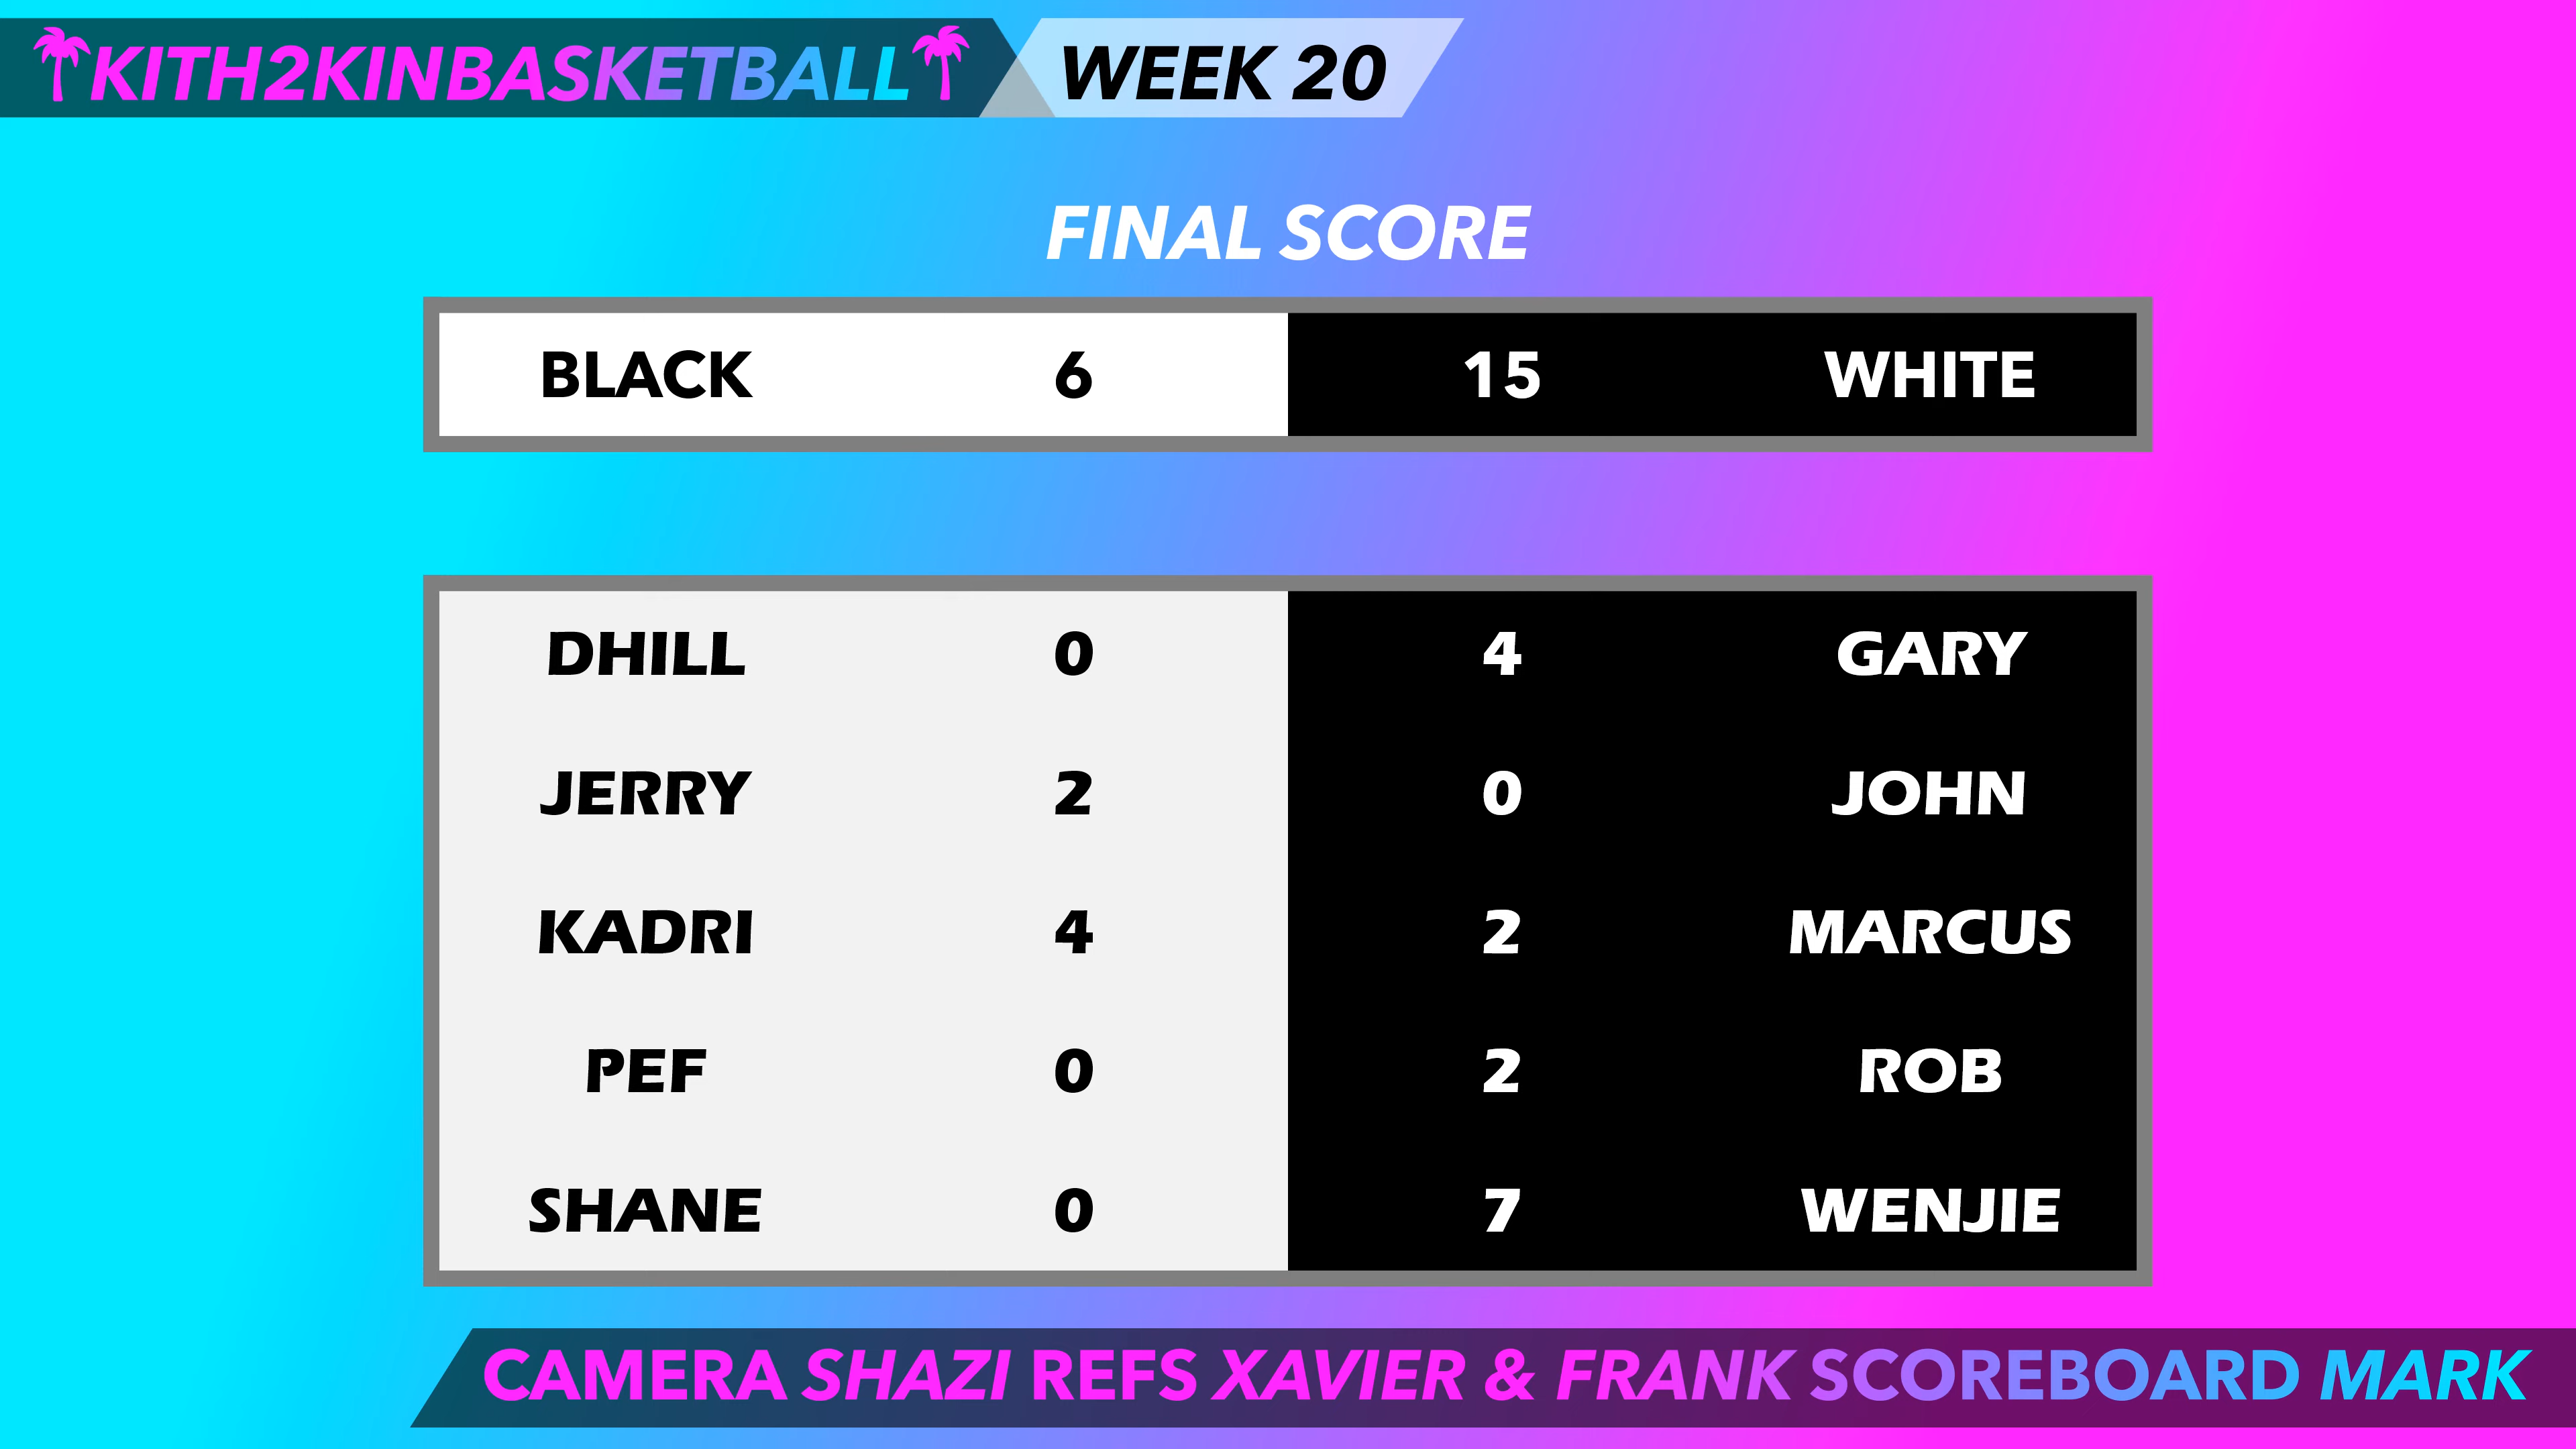 KITH2KINBASKETBALL WEEK 20
FINAL SCORE
BLACK 6 15 WHITE
DHILL 0 4 GARY
JERRY 2 0 JOHN
KADRI 4 2 MARCUS
PEF 0 2 ROB
SHANE 0 7 WENJIE
CAMERA SHAZI REFS XAVIER & FRANK SCOREBOARD MARK